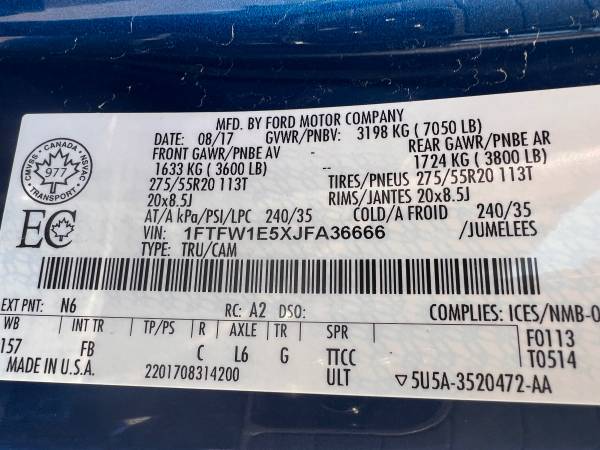 MFD. BY FORD MOTOR COMPANY
DATE: 08/17 GVWR/PNBV: 3198 KG ( 7050 LB)
FRONT GAWR/PNBE AV - REAR GAWR/PNBE AR
1633 KG ( 3600 LB) 1724 KG ( 3800 LB)
275/55R20 113T TIRES/PNEUS 275/55R20 113T
20x8.5J RIMS/JANTES 20x8.5J
AT/A kPa/PSI/LPC 240/35 COLD/A FROID 240/35
VIN: 1FTFW1E5XJFA36666 /JUMELEES
TYPE: TRU/CAM
CANADA
CMVSS 977 NSVAC
TRANSPORT
EC
EXT PNT: N6 RC: A2 DSO: COMPLIES: ICES/NMB-0
WB INT TR TP/PS R AXLE TR SPR F0113
157 FB C L6 G TTCC T0514
MADE IN U.S.A. 2201708314200 ULT 5U5A-3520472-AA